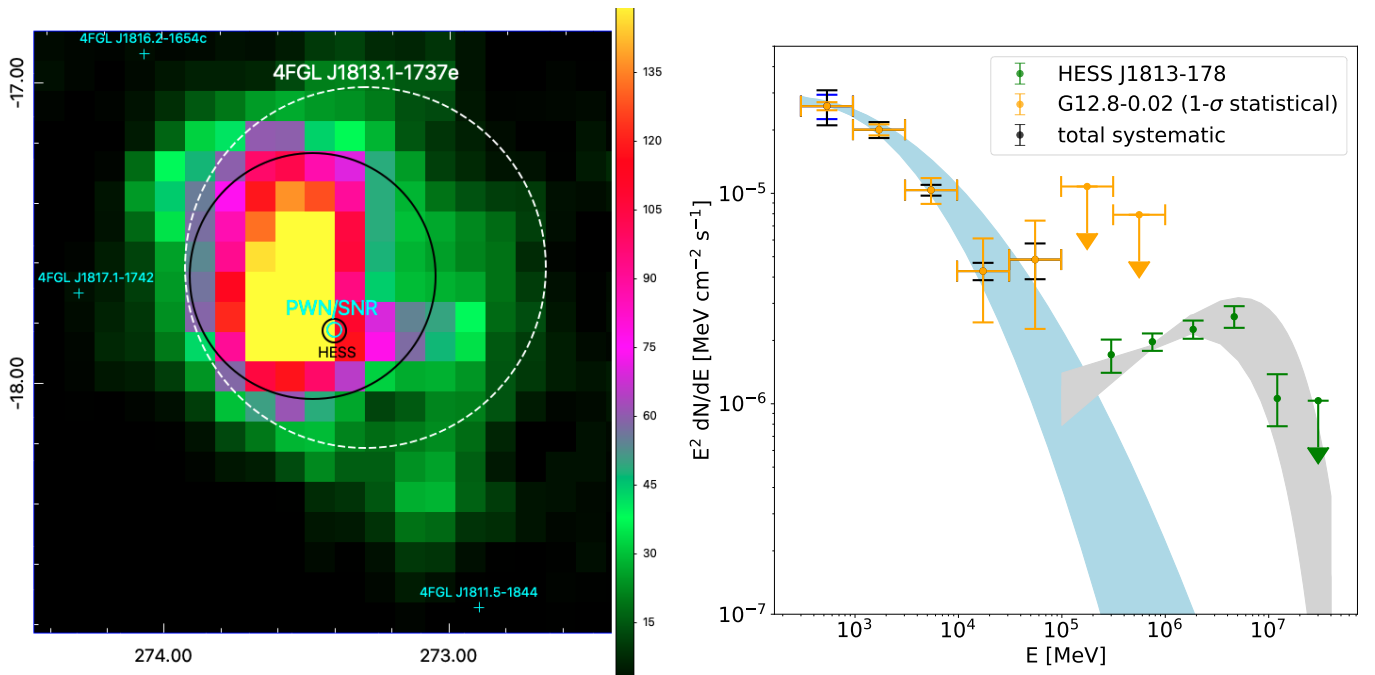 4FGL J1816.2-1654c
4FGL J1813.1-1737e
4FGL J1817.1-1742
PWN/SNR
HESS
4FGL J1811.5-1844
-17.00
-18.00
274.00
273.00
135
120
105
90
75
60
45
30
15
HESS J1813-178
G12.8-0.02 (1-σ statistical)
total systematic
E² dN/dE [MeV cm⁻² s⁻¹]
10⁻⁵
10⁻⁶
10⁻⁷
10³
10⁴
10⁵
10⁶
10⁷
E [MeV]